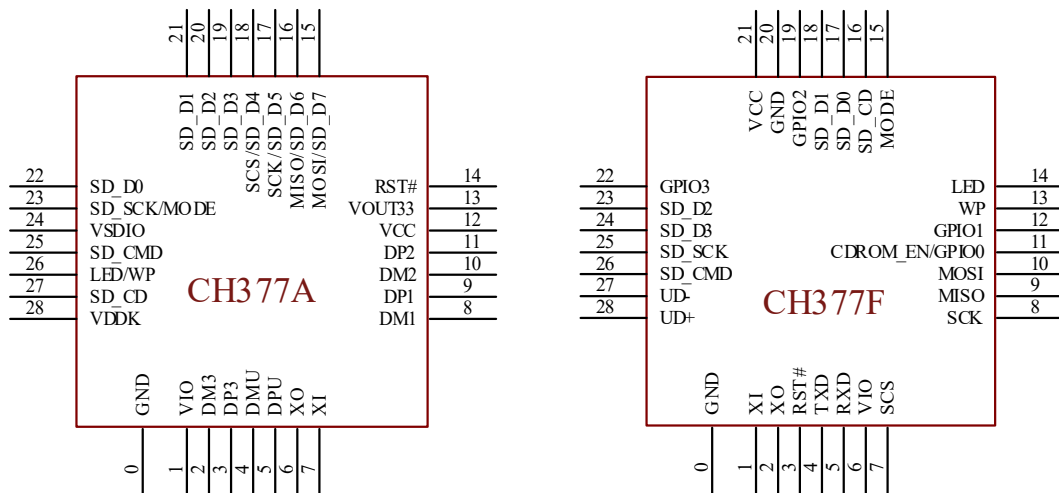 21
20
19
18
17
16
15
SD_D1
SD_D2
SD_D3
SCS/SD_D4
SCK/SD_D5
MISO/SD_D6
MOSI/SD_D7
22 SD_D0
23 SD_SCK/MODE
24 VSDIO
25 SD_CMD
26 LED/WP
27 SD_CD
28 VDDK
RST# 14
VOUT33 13
VCC 12
DP2 11
DM2 10
DP1 9
DM1 8
CH377A
GND
VIO
DM3
DP3
DMU
DPU
XO
XI
0
1
2
3
4
5
6
7
21
20
19
18
17
16
15
VCC
GND
GPIO2
SD_D1
SD_D0
SD_CD
MODE
22 GPIO3
23 SD_D2
24 SD_D3
25 SD_SCK
26 SD_CMD
27 UD-
28 UD+
LED 14
WP 13
GPIO1 12
CDROM_EN/GPIO0 11
MOSI 10
MISO 9
SCK 8
CH377F
GND
XI
XO
RST#
TXD
RXD
VIO
SCS
0
1
2
3
4
5
6
7